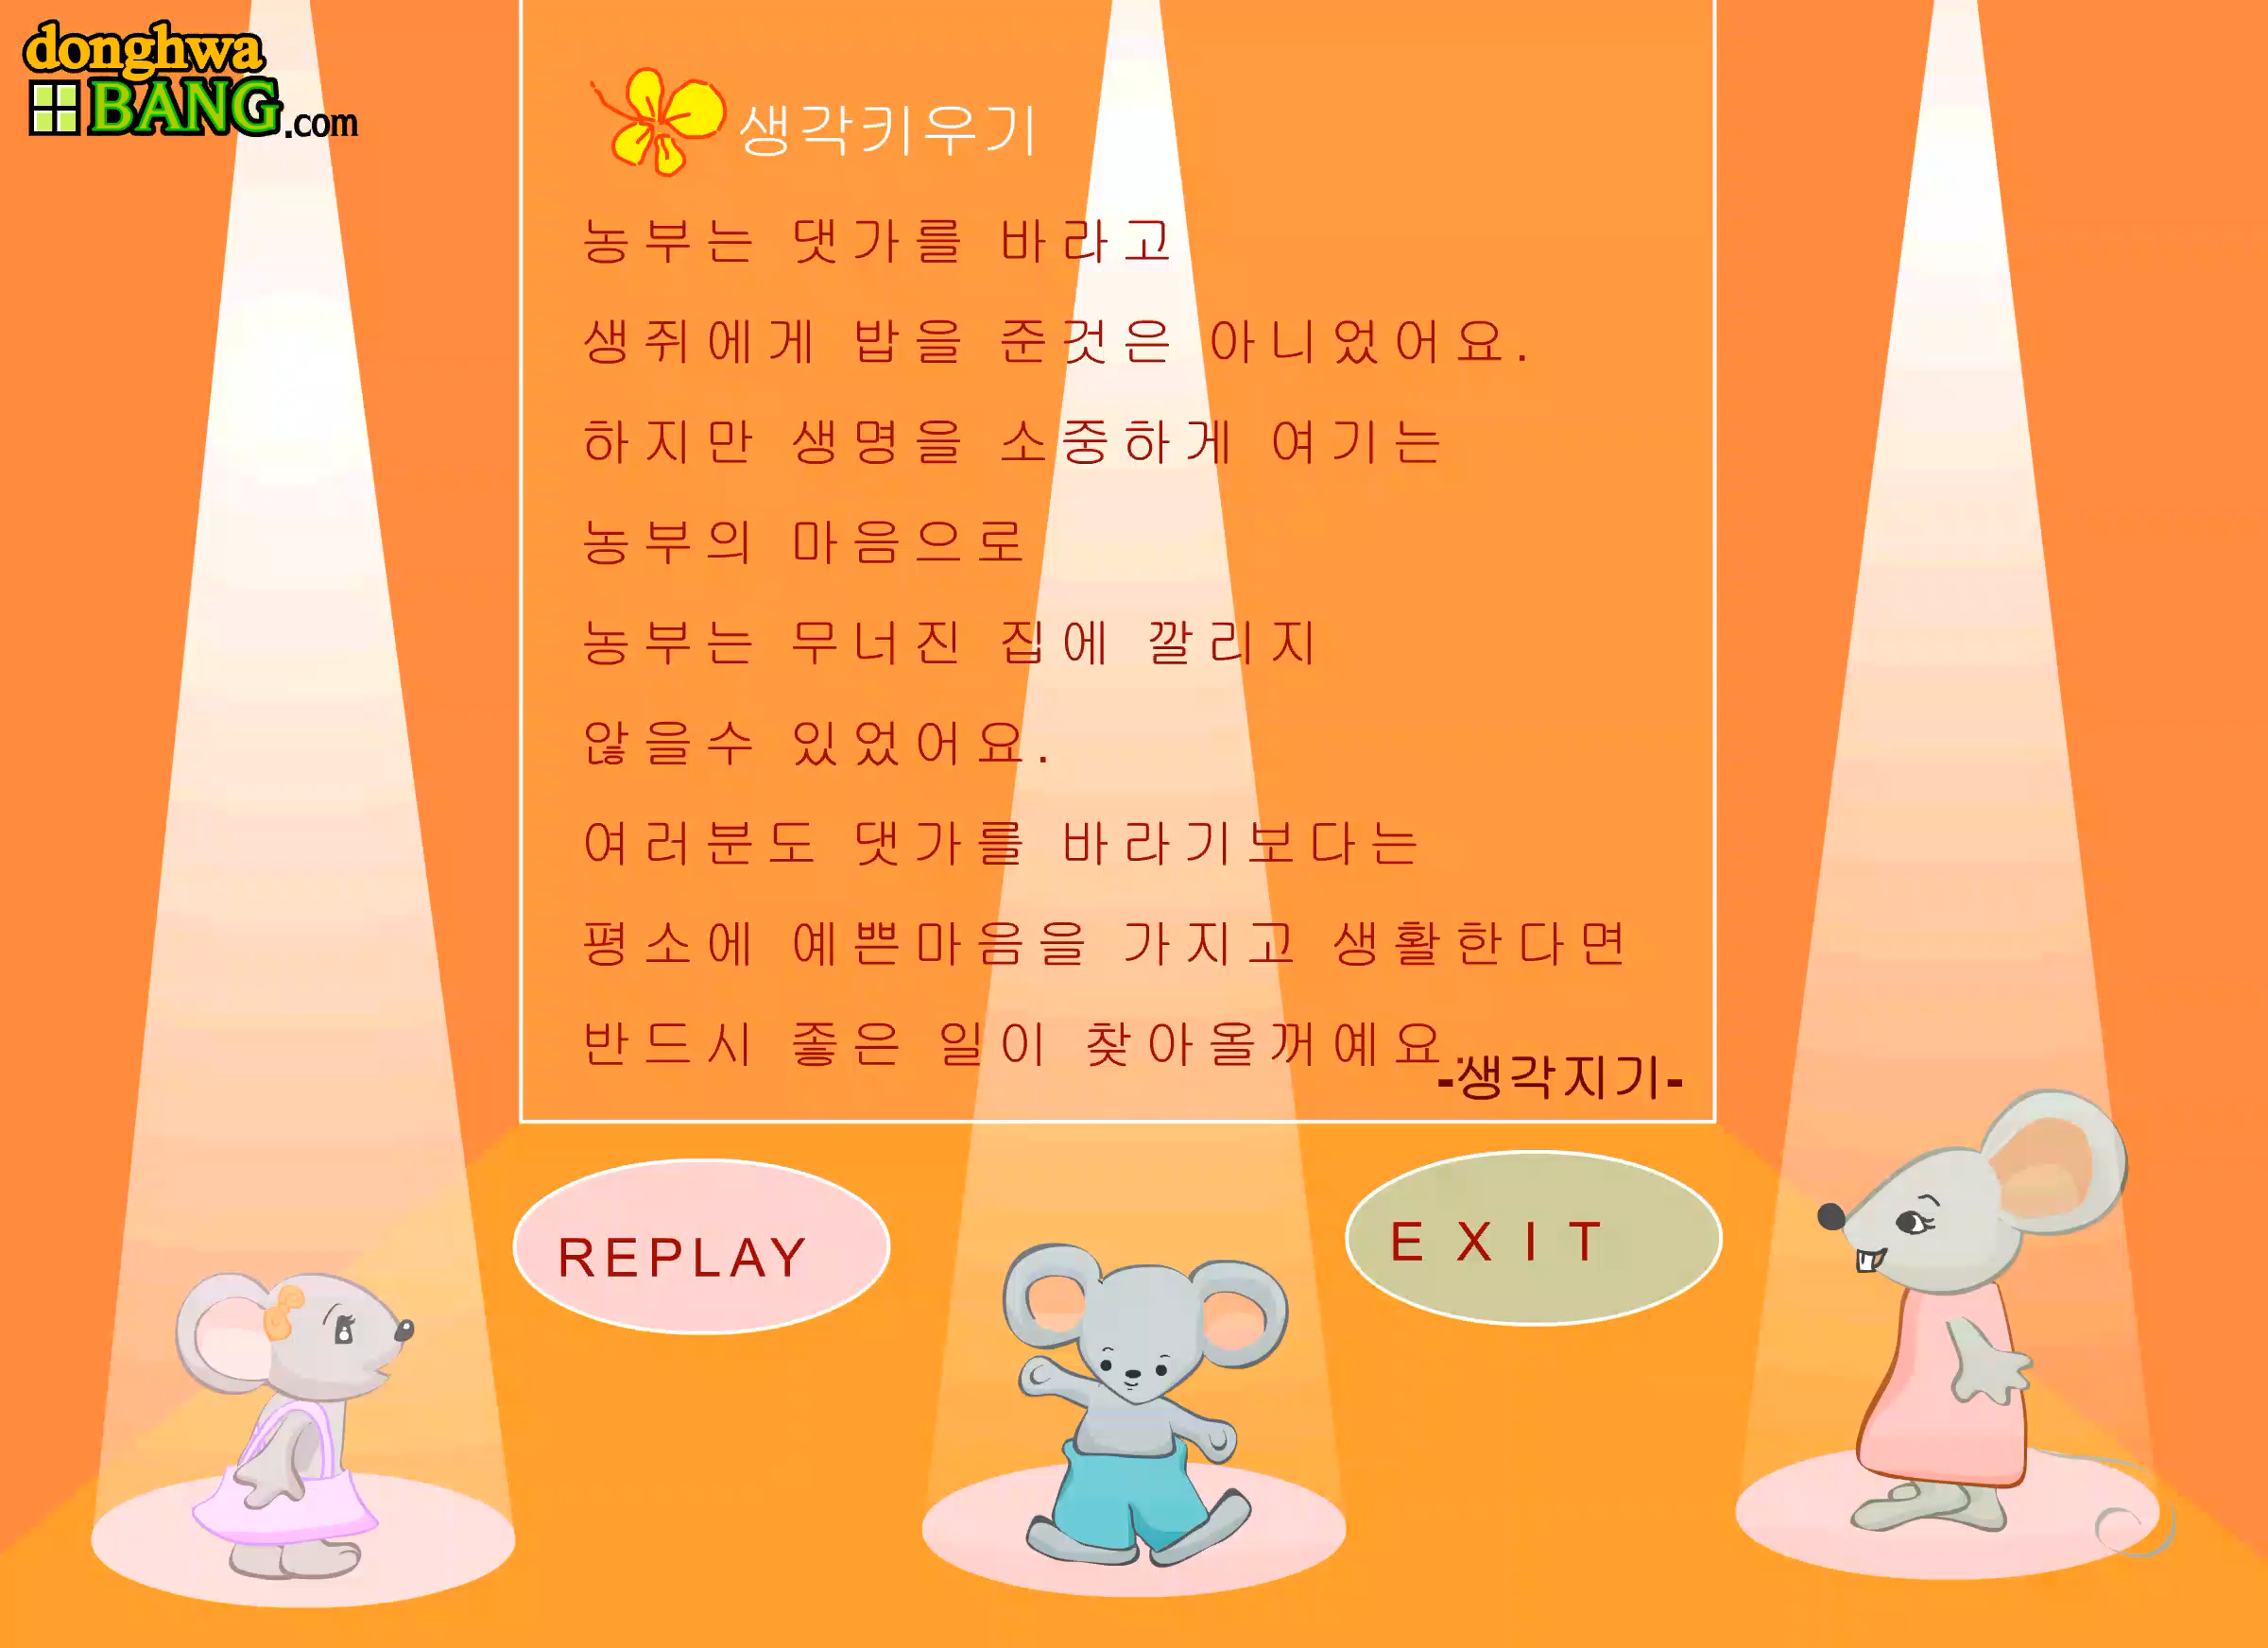 donghwa
BANG.com
생각키우기
농부는 댓가를 바라고
생쥐에게 밥을 준것은 아니었어요.
하지만 생명을 소중하게 여기는
농부의 마음으로
농부는 무너진 집에 깔리지
않을수 있었어요.
여러분도 댓가를 바라기보다는
평소에 예쁜마음을 가지고 생활한다면
반드시 좋은 일이 찾아올꺼예요.
-생각지기-
REPLAY
EXIT